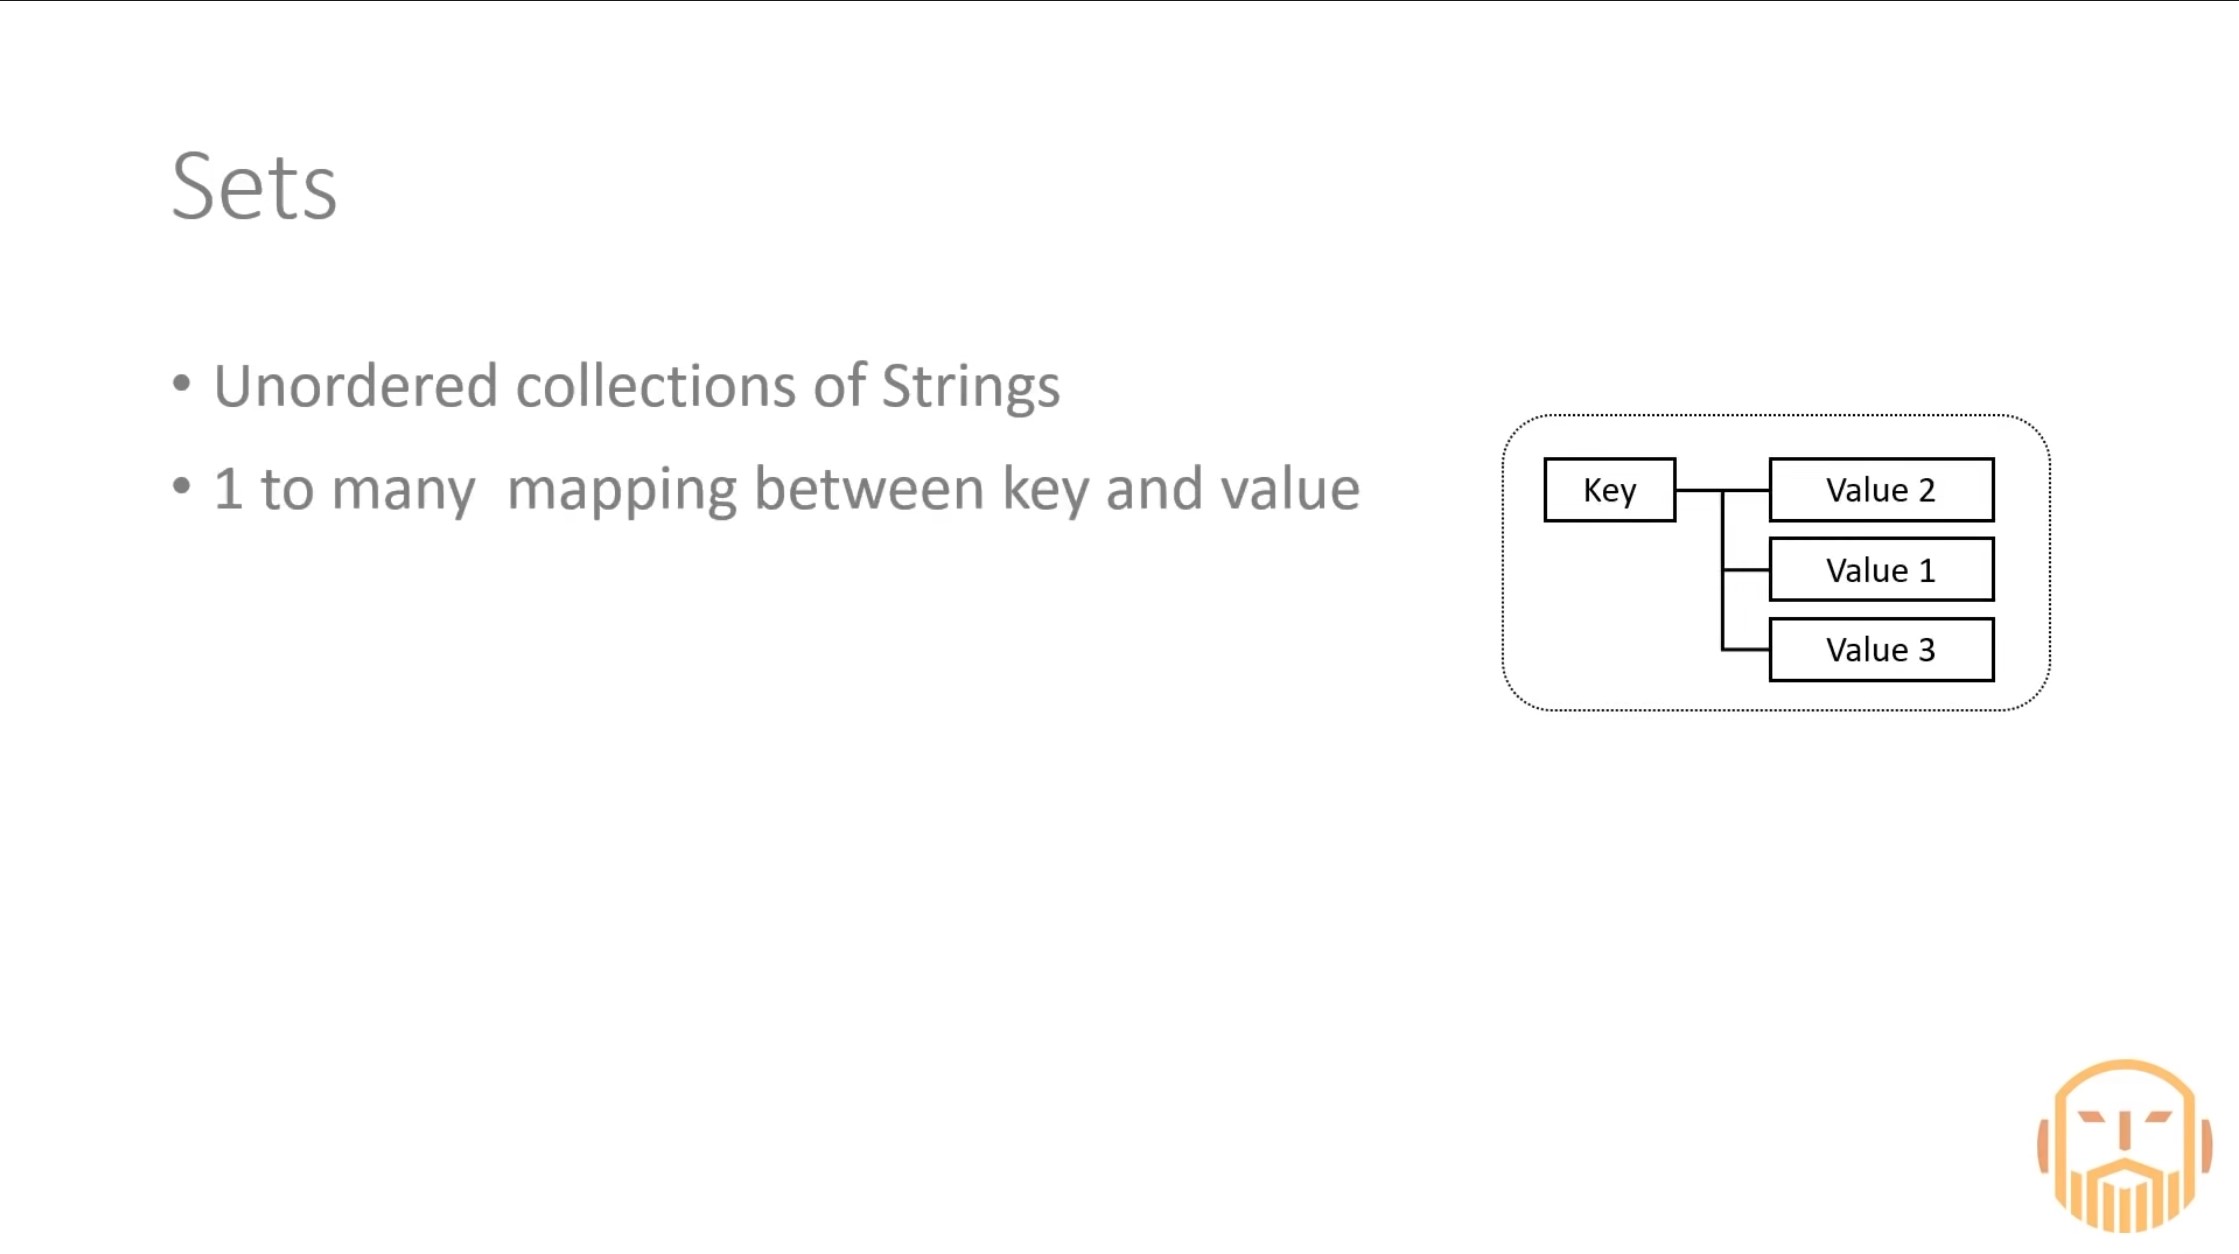 Sets
• Unordered collections of Strings
• 1 to many  mapping between key and value
Key
Value 2
Value 1
Value 3